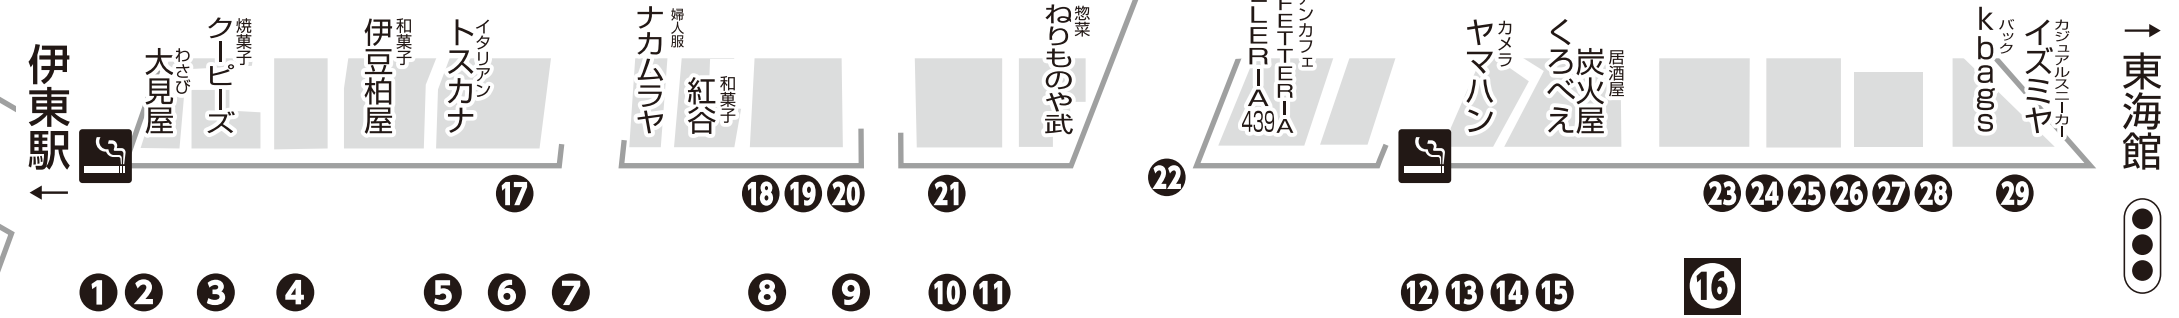 伊東駅
←
わさび
大見屋
焼菓子
クーピーズ
和菓子
伊豆柏屋
イタリアン
トスカナ
婦人服
ナカムラヤ
和菓子
紅谷
惣菜
ねりものや武
ンカフェ
FETTERIA
LERIA 439
カメラ
ヤマハン
居酒屋
炭火屋
くろべえ
バック
kbags
カジュアルスニーカー
イズミヤ
→
東海館
17
18 19 20
21
22
23 24 25 26 27 28
29
1 2 3 4 5 6 7
8 9
10 11
12 13 14 15
16